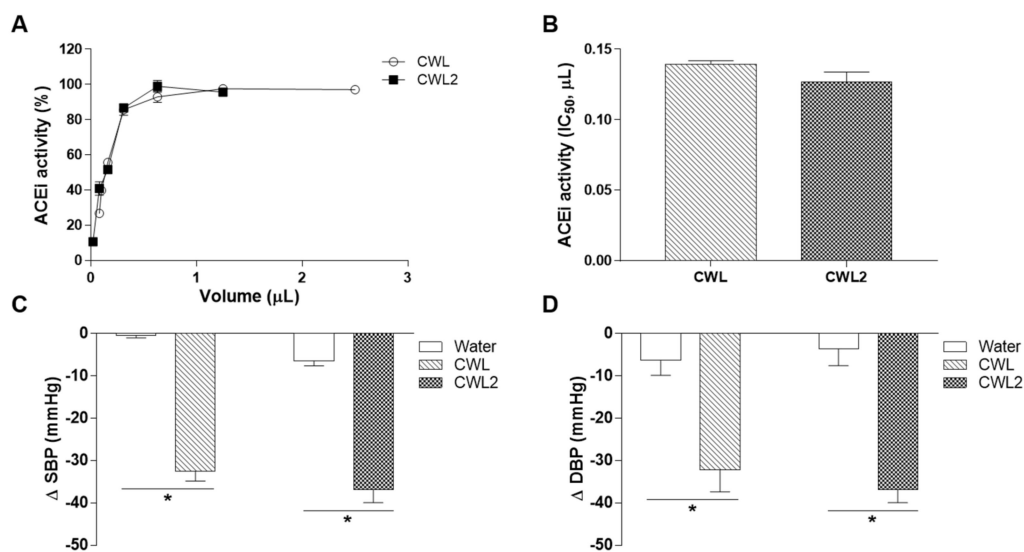 A
ACEi activity (%)
120
100
80
60
40
20
0
0
1
2
3
Volume (μL)
CWL
CWL2
B
ACEi activity (IC50, μL)
0.15
0.10
0.05
0.00
CWL
CWL2
C
Δ SBP (mmHg)
0
-10
-20
-30
-40
-50
*
*
Water
CWL
CWL2
D
Δ DBP (mmHg)
0
-10
-20
-30
-40
-50
*
*
Water
CWL
CWL2